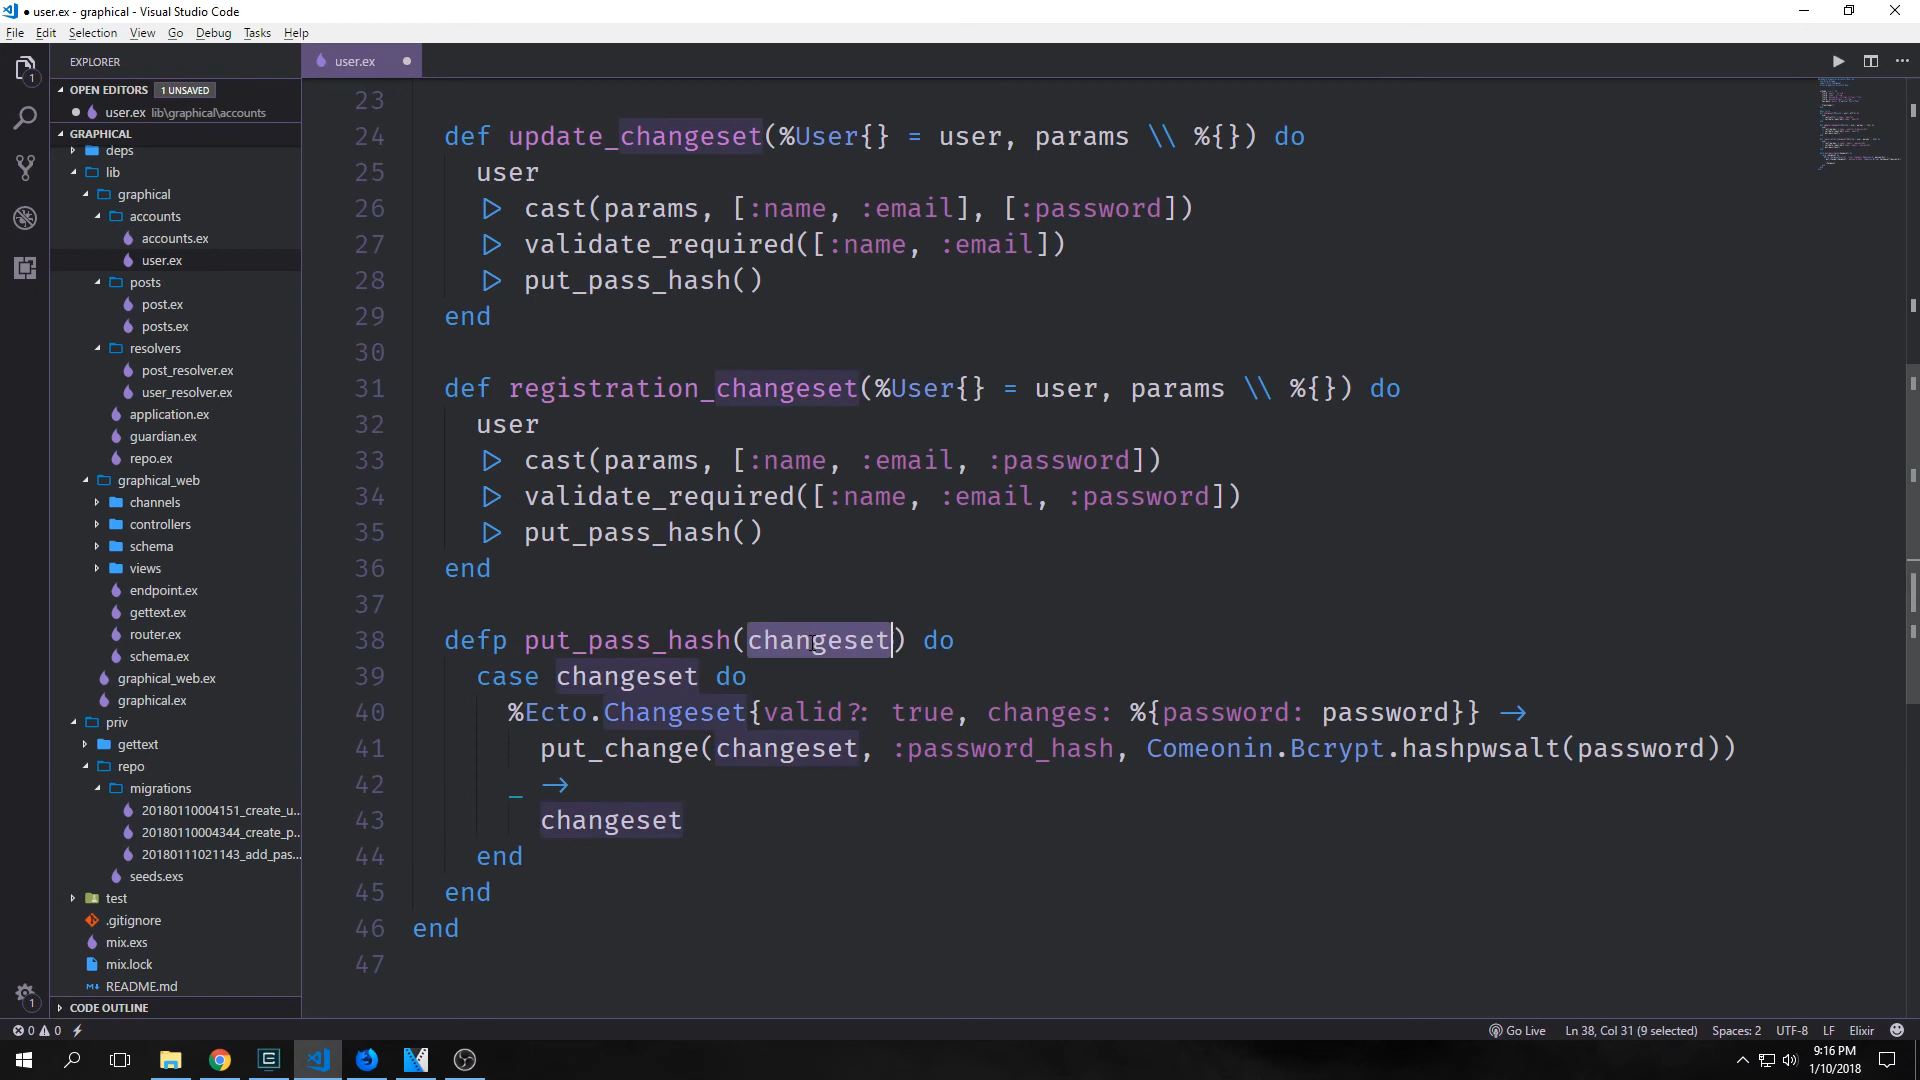 ● user.ex - graphical - Visual Studio Code
File Edit Selection View Go Debug Tasks Help
EXPLORER
user.ex
OPEN EDITORS 1 UNSAVED
user.ex lib\graphical\accounts
GRAPHICAL
deps
lib
graphical
accounts
accounts.ex
user.ex
posts
post.ex
posts.ex
resolvers
post_resolver.ex
user_resolver.ex
application.ex
guardian.ex
repo.ex
graphical_web
channels
controllers
schema
views
endpoint.ex
gettext.ex
router.ex
schema.ex
graphical_web.ex
graphical.ex
priv
gettext
repo
migrations
20180110004151_create_u...
20180110004344_create_p...
20180111021143_add_pas...
seeds.exs
test
.gitignore
mix.exs
mix.lock
README.md
CODE OUTLINE
1
1
23
24 def update_changeset(%User{} = user, params \\ %{}) do
25 user
26 |> cast(params, [:name, :email], [:password])
27 |> validate_required([:name, :email])
28 |> put_pass_hash()
29 end
30
31 def registration_changeset(%User{} = user, params \\ %{}) do
32 user
33 |> cast(params, [:name, :email, :password])
34 |> validate_required([:name, :email, :password])
35 |> put_pass_hash()
36 end
37
38 defp put_pass_hash(changeset) do
39 case changeset do
40 %Ecto.Changeset{valid?: true, changes: %{password: password}} ->
41 put_change(changeset, :password_hash, Comeonin.Bcrypt.hashpwsalt(password))
42 _ ->
43 changeset
44 end
45 end
46 end
47
0 0 Go Live Ln 38, Col 31 (9 selected) Spaces: 2 UTF-8 LF Elixir
9:16 PM
1/10/2018